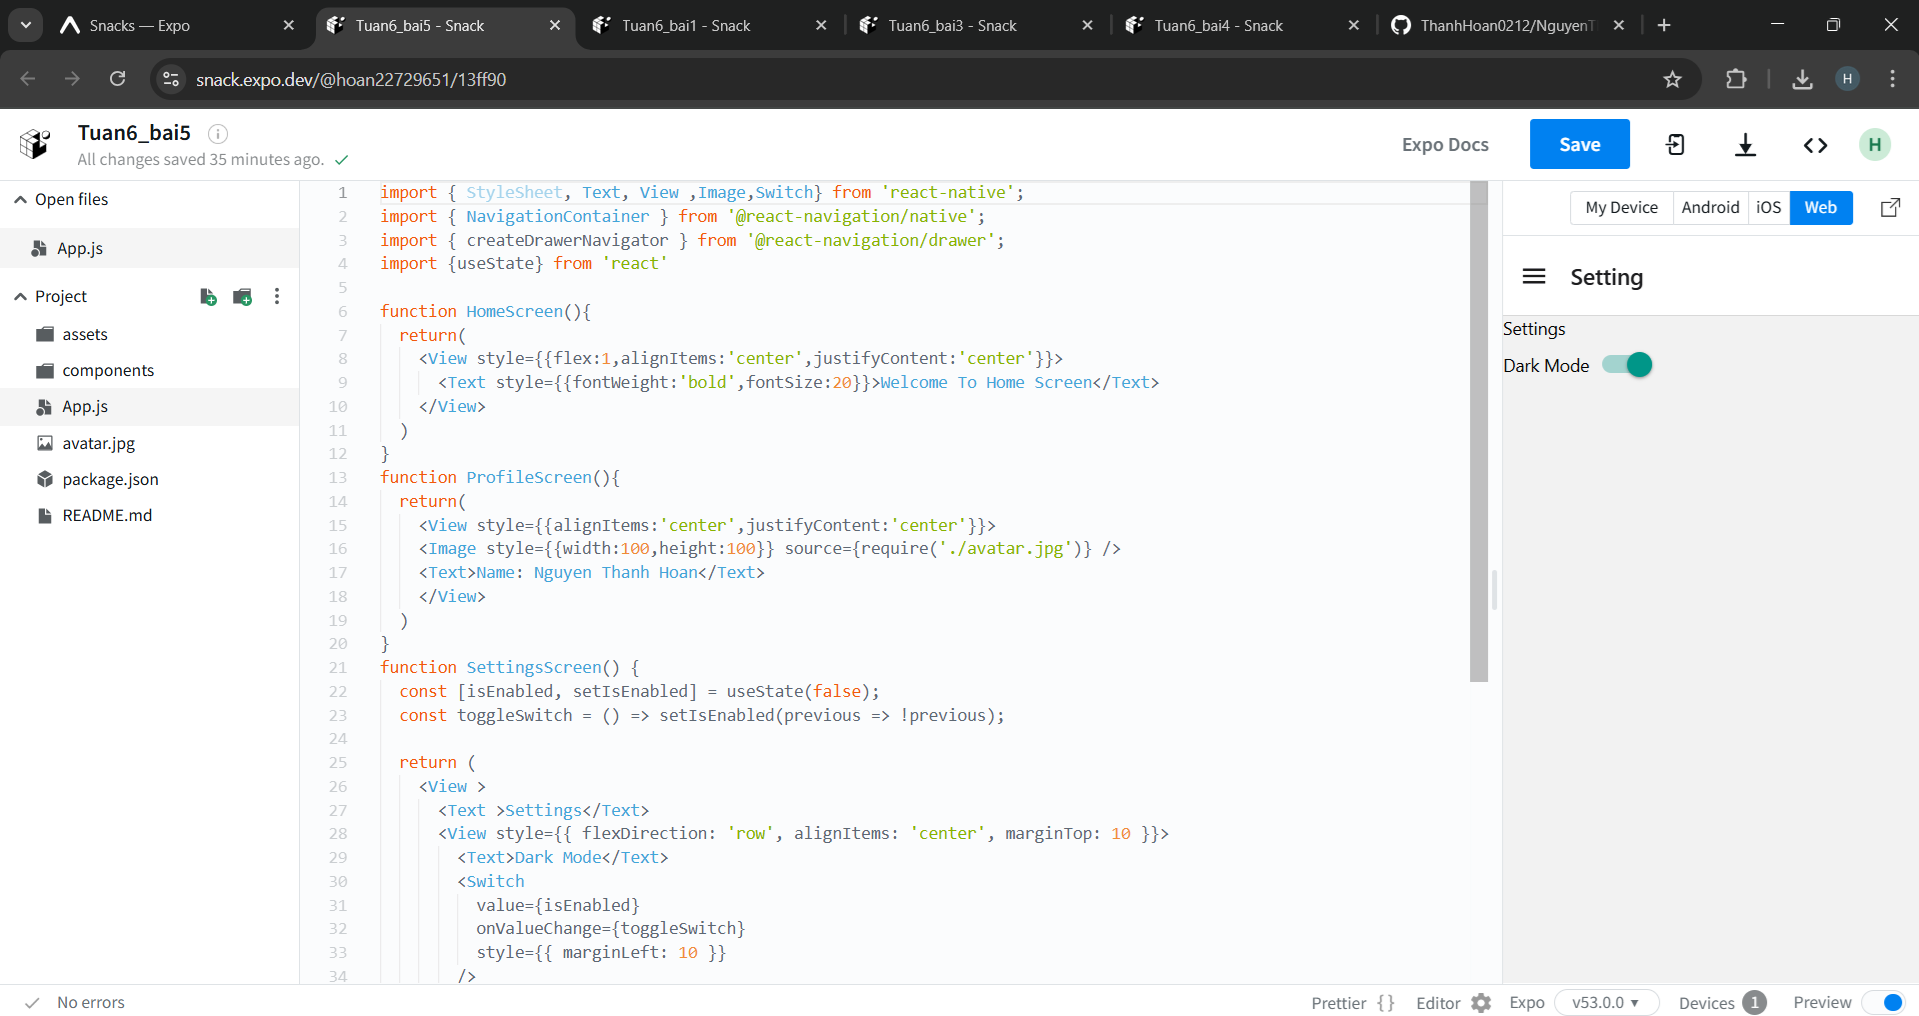 Snacks — Expo
Tuan6_bai5 - Snack
Tuan6_bai1 - Snack
Tuan6_bai3 - Snack
Tuan6_bai4 - Snack
ThanhHoan0212/NguyenT
snack.expo.dev/@hoan22729651/13ff90
H
Tuan6_bai5
All changes saved 35 minutes ago.
Expo Docs
Save
H
Open files
App.js
Project
assets
components
App.js
avatar.jpg
package.json
README.md
1 import { StyleSheet, Text, View ,Image,Switch} from 'react-native';
2 import { NavigationContainer } from '@react-navigation/native';
3 import { createDrawerNavigator } from '@react-navigation/drawer';
4 import {useState} from 'react'
5
6 function HomeScreen(){
7 return(
8 <View style={{flex:1,alignItems:'center',justifyContent:'center'}}>
9 <Text style={{fontWeight:'bold',fontSize:20}}>Welcome To Home Screen</Text>
10 </View>
11 )
12 }
13 function ProfileScreen(){
14 return(
15 <View style={{alignItems:'center',justifyContent:'center'}}>
16 <Image style={{width:100,height:100}} source={require('./avatar.jpg')} />
17 <Text>Name: Nguyen Thanh Hoan</Text>
18 </View>
19 )
20 }
21 function SettingsScreen() {
22 const [isEnabled, setIsEnabled] = useState(false);
23 const toggleSwitch = () => setIsEnabled(previous => !previous);
24
25 return (
26 <View >
27 <Text >Settings</Text>
28 <View style={{ flexDirection: 'row', alignItems: 'center', marginTop: 10 }}>
29 <Text>Dark Mode</Text>
30 <Switch
31 value={isEnabled}
32 onValueChange={toggleSwitch}
33 style={{ marginLeft: 10 }}
34 />
My Device
Android
iOS
Web
Setting
Settings
Dark Mode
No errors
Prettier {}
Editor
Expo
v53.0.0
Devices 1
Preview